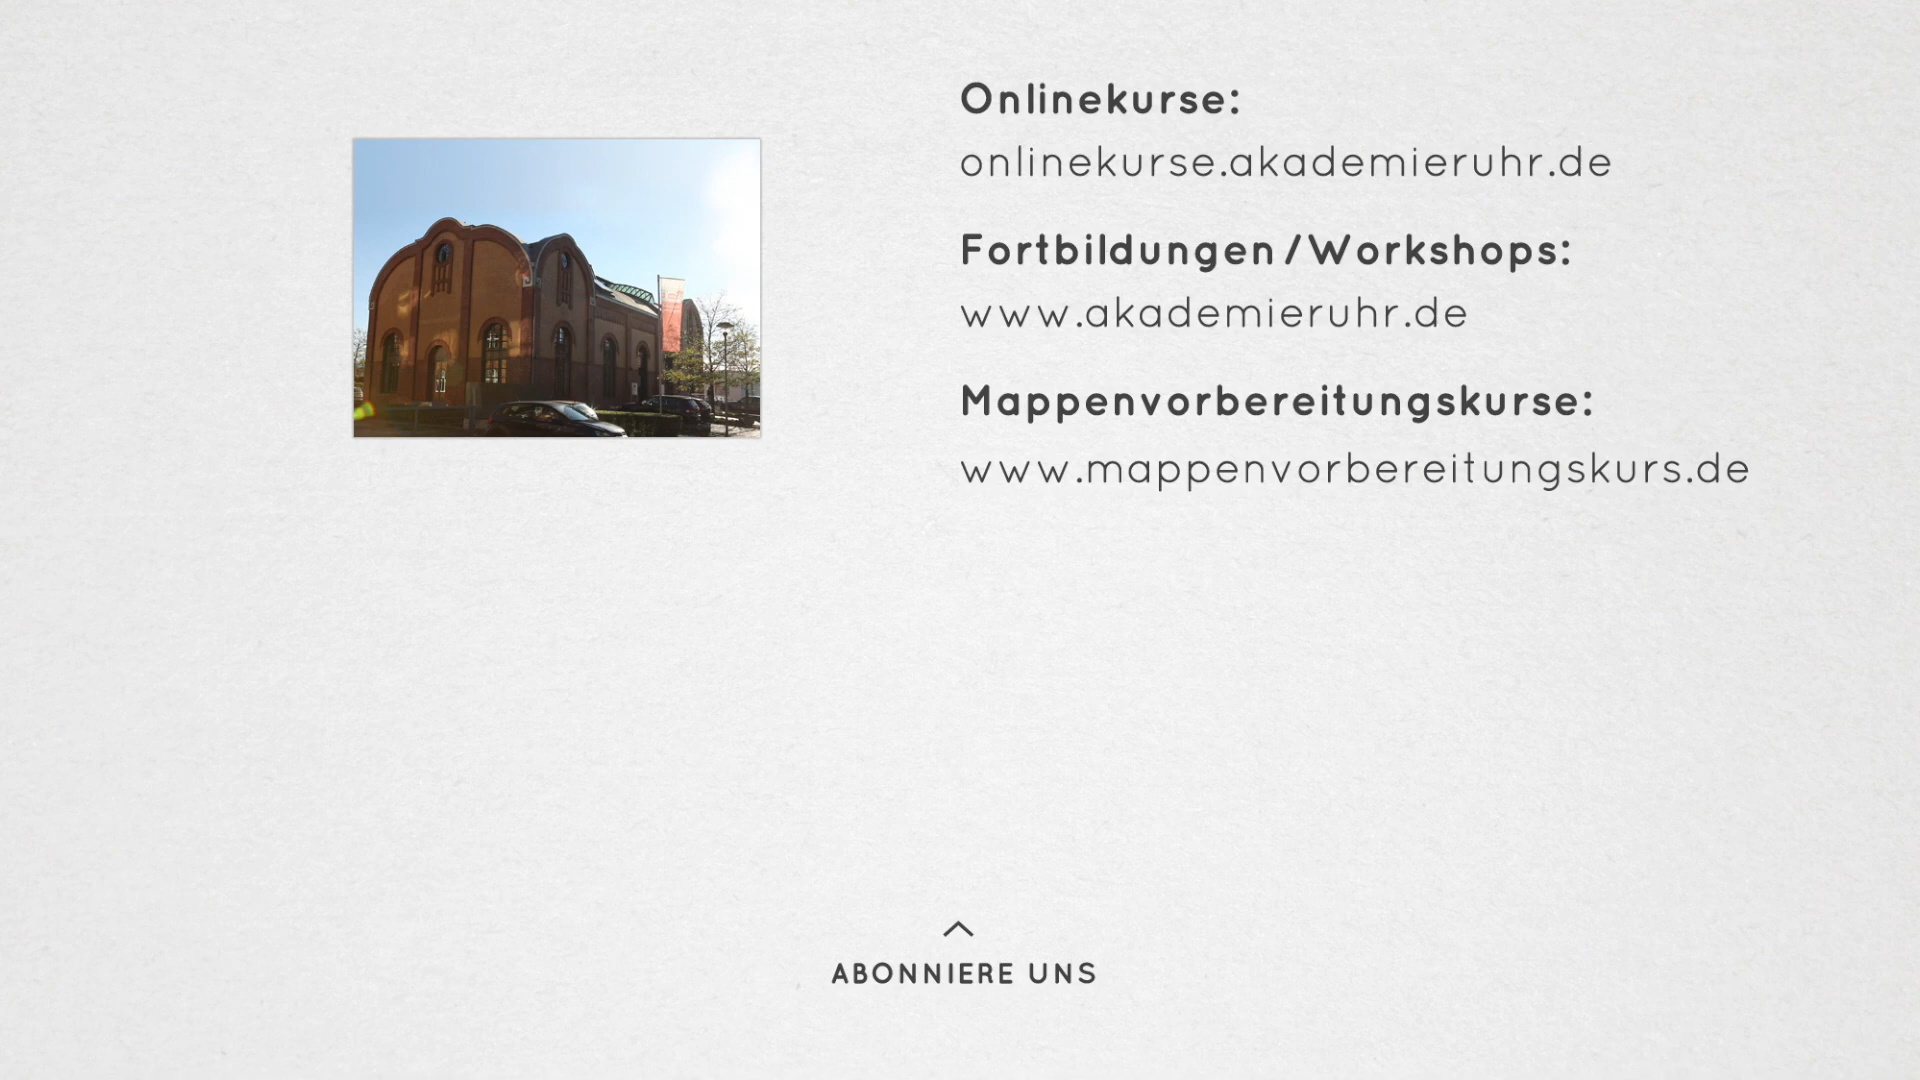 Onlinekurse:
onlinekurse.akademieruhr.de
Fortbildungen/Workshops:
www.akademieruhr.de
Mappenvorbereitungskurse:
www.mappenvorbereitungskurs.de
ABONNIERE UNS